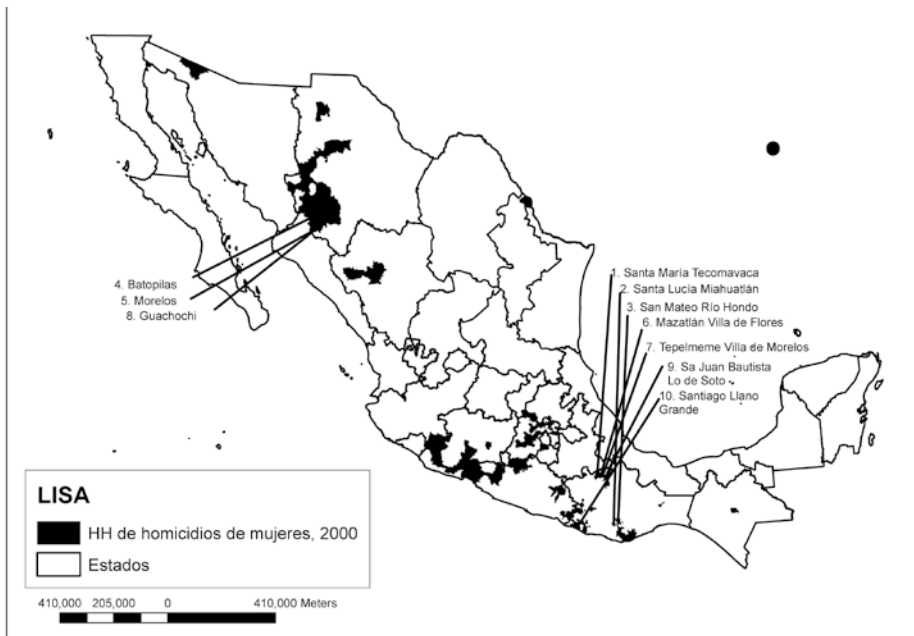 4. Batopilas
5. Morelos
8. Guachochi
1. Santa María Tecomavaca
2. Santa Lucía Miahuatlán
3. San Mateo Río Hondo
6. Mazatlán Villa de Flores
7. Tepelmeme Villa de Morelos
9. Sa Juan Bautista
Lo de Soto
10. Santiago Llano
Grande
LISA
HH de homicidios de mujeres, 2000
Estados
410,000 205,000 0 410,000 Meters